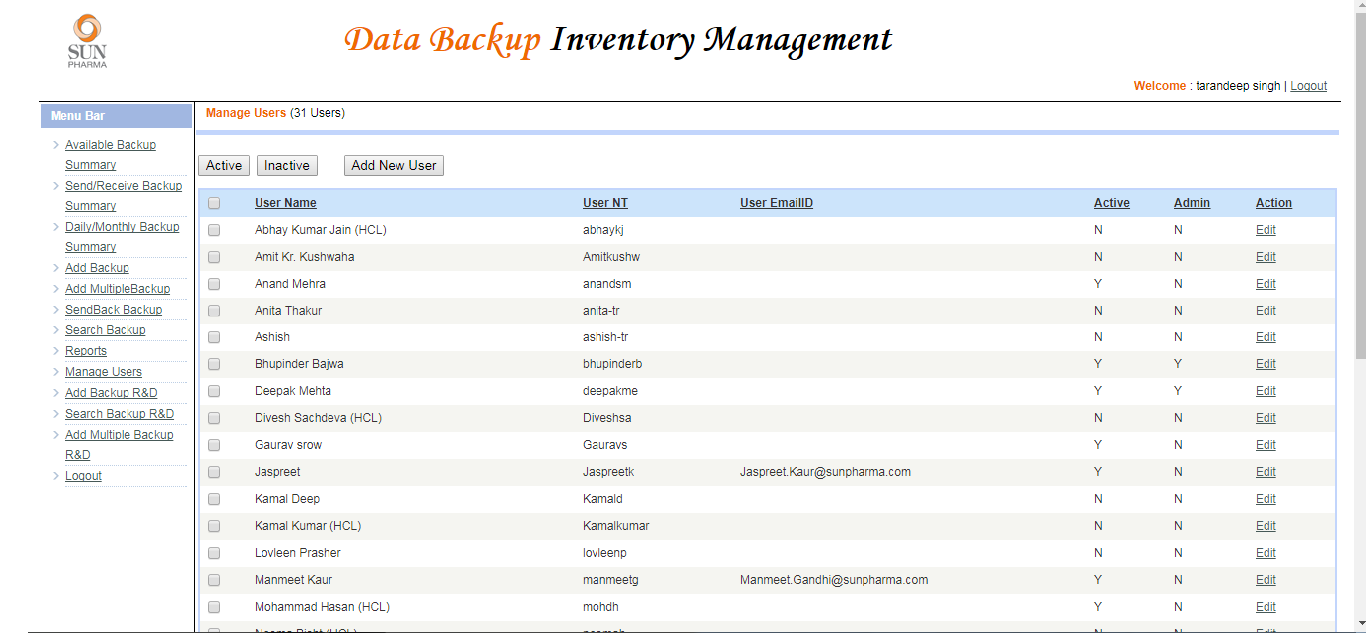 SUN
PHARMA
Data Backup Inventory Management
Welcome : tarandeep singh | Logout
Menu Bar
Available Backup
Summary
Send/Receive Backup
Summary
Daily/Monthly Backup
Summary
Add Backup
Add MultipleBackup
SendBack Backup
Search Backup
Reports
Manage Users
Add Backup R&D
Search Backup R&D
Add Multiple Backup
R&D
Logout
Manage Users (31 Users)
Active Inactive Add New User
User Name User NT User EmailID Active Admin Action
Abhay Kumar Jain (HCL) abhaykj N N Edit
Amit Kr. Kushwaha Amitkushw N N Edit
Anand Mehra anandsm Y N Edit
Anita Thakur anita-tr N N Edit
Ashish ashish-tr N N Edit
Bhupinder Bajwa bhupinderb Y Y Edit
Deepak Mehta deepakme Y Y Edit
Divesh Sachdeva (HCL) Diveshsa N N Edit
Gaurav srow Gauravs Y N Edit
Jaspreet Jaspreetk Jaspreet.Kaur@sunpharma.com Y N Edit
Kamal Deep Kamald N N Edit
Kamal Kumar (HCL) Kamalkumar N N Edit
Lovleen Prasher lovleenp N N Edit
Manmeet Kaur manmeetg Manmeet.Gandhi@sunpharma.com Y N Edit
Mohammad Hasan (HCL) mohdh Y N Edit